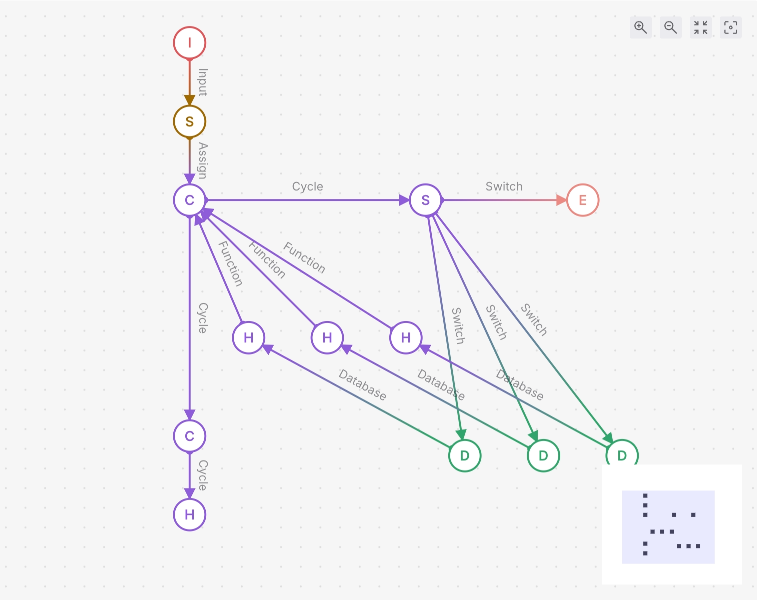 I
Input
S
Assign
C
Cycle
S
Switch
E
Function
Function
Function
Cycle
Switch
Switch
Switch
H
H
H
Database
Database
Database
C
D
D
D
Cycle
H